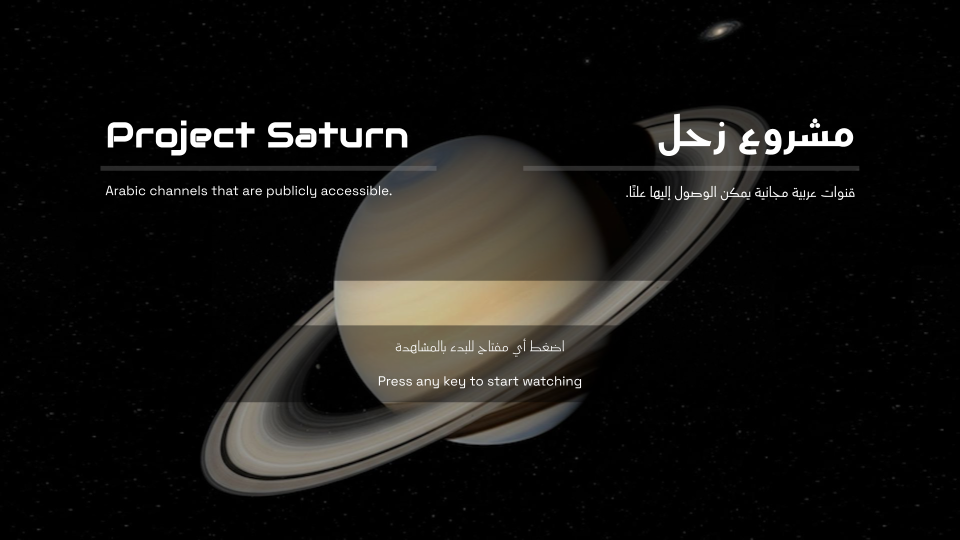 Project Saturn
مشروع زحل
Arabic channels that are publicly accessible.
قنوات عربية مجانية يمكن الوصول إليها علنًا.
اضغط أي مفتاح للبدء بالمشاهدة
Press any key to start watching